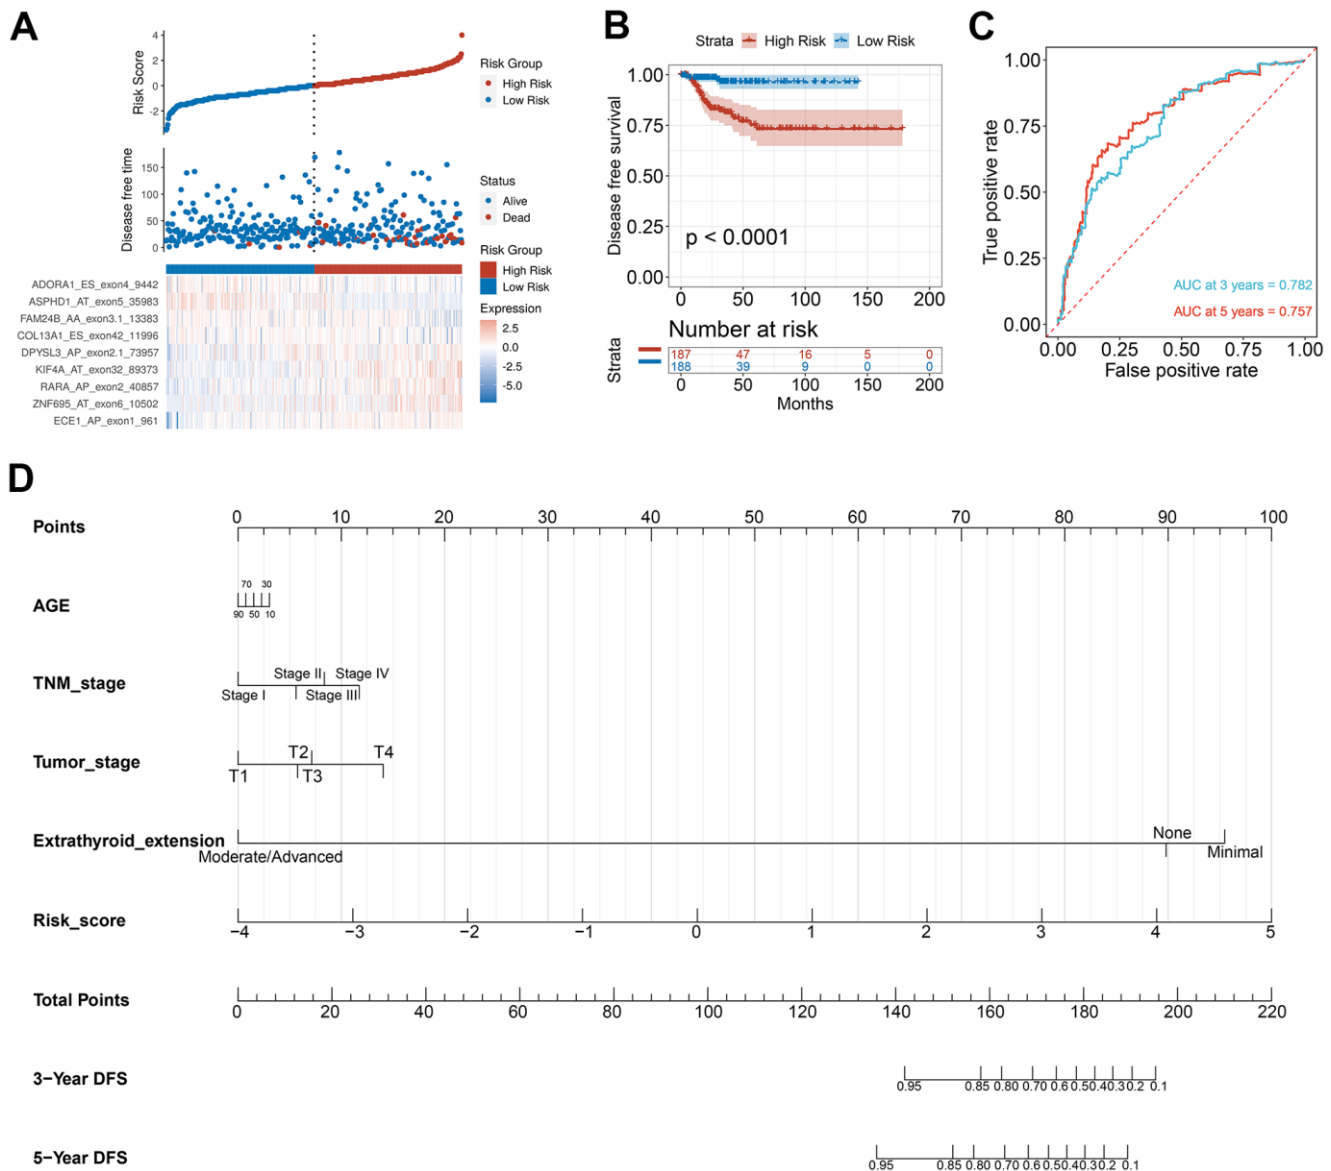 A
Risk Score
4
2
0
-2
Risk Group
High Risk
Low Risk
Disease free time
150
100
50
0
Status
Alive
Dead
Risk Group
High Risk
Low Risk
Expression
2.5
0.0
-2.5
-5.0
ADORA1_ES_exon4_9442
ASPHD1_AT_exon5_35983
FAM24B_AA_exon3.1_13383
COL13A1_ES_exon42_11996
DPYSL3_AP_exon2.1_73957
KIF4A_AT_exon32_89373
RARA_AP_exon2_40857
ZNF695_AT_exon6_10502
ECE1_AP_exon1_961
B
Strata High Risk Low Risk
Disease free survival
1.00
0.75
0.50
0.25
0.00
p < 0.0001
0 50 100 150 200
Number at risk
Strata
187 47 16 5 0
188 39 9 0 0
0 50 100 150 200
Months
C
True positive rate
1.00
0.75
0.50
0.25
0.00
AUC at 3 years = 0.782
AUC at 5 years = 0.757
0.00 0.25 0.50 0.75 1.00
False positive rate
D
Points
0 10 20 30 40 50 60 70 80 90 100
AGE
70 30
90 50 10
TNM_stage
Stage II Stage IV
Stage I Stage III
Tumor_stage
T2 T4
T1 T3
Extrathyroid_extension
None
Moderate/Advanced Minimal
Risk_score
−4 −3 −2 −1 0 1 2 3 4 5
Total Points
0 20 40 60 80 100 120 140 160 180 200 220
3−Year DFS
0.95 0.85 0.80 0.70 0.6 0.5 0.4 0.3 0.2 0.1
5−Year DFS
0.95 0.85 0.80 0.70 0.6 0.5 0.4 0.3 0.2 0.1